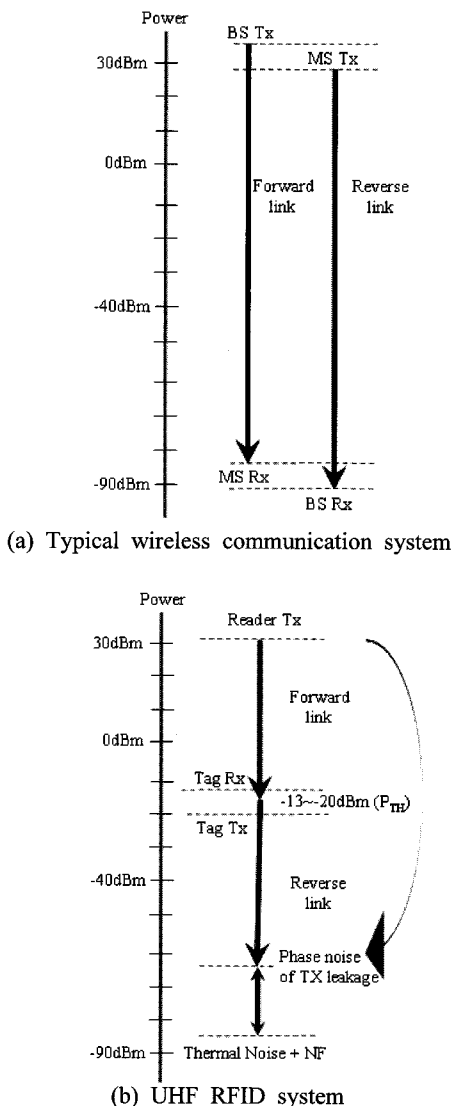 Power
BS Tx
MS Tx
30dBm
0dBm
Forward
link
Reverse
link
-40dBm
-90dBm
MS Rx
BS Rx
(a) Typical wireless communication system
Power
Reader Tx
30dBm
Forward
link
0dBm
Tag Rx
-13~-20dBm (PTH)
Tag Tx
-40dBm
Reverse
link
Phase noise
of TX leakage
-90dBm
Thermal Noise + NF
(b) UHF RFID system